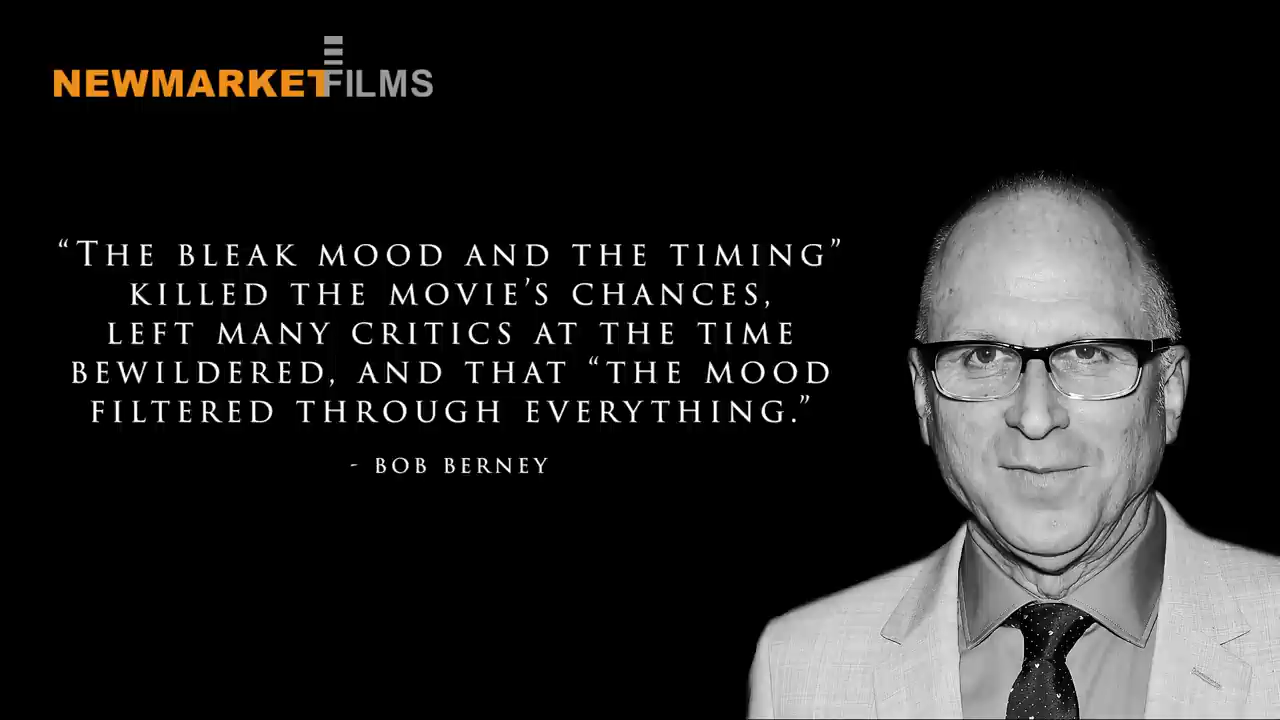 NEWMARKETFILMS
“THE BLEAK MOOD AND THE TIMING”
KILLED THE MOVIE’S CHANCES,
LEFT MANY CRITICS AT THE TIME
BEWILDERED, AND THAT “THE MOOD
FILTERED THROUGH EVERYTHING.”
- BOB BERNEY